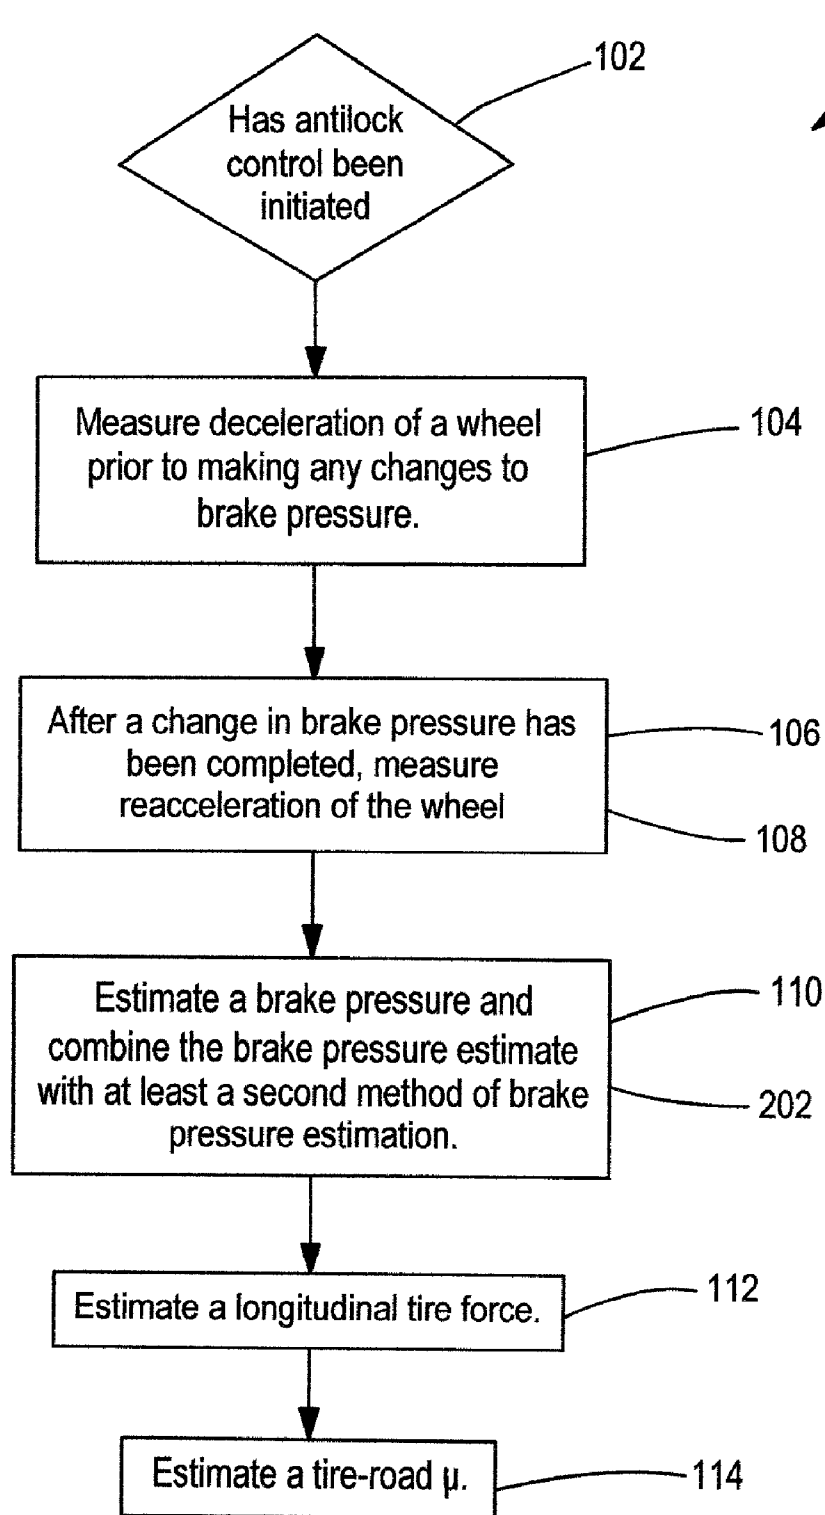 102
Has antilock
control been
initiated
Measure deceleration of a wheel
prior to making any changes to
brake pressure.
104
After a change in brake pressure has
been completed, measure
reacceleration of the wheel
106
108
Estimate a brake pressure and
combine the brake pressure estimate
with at least a second method of brake
pressure estimation.
110
202
Estimate a longitudinal tire force.
112
Estimate a tire-road μ.
114